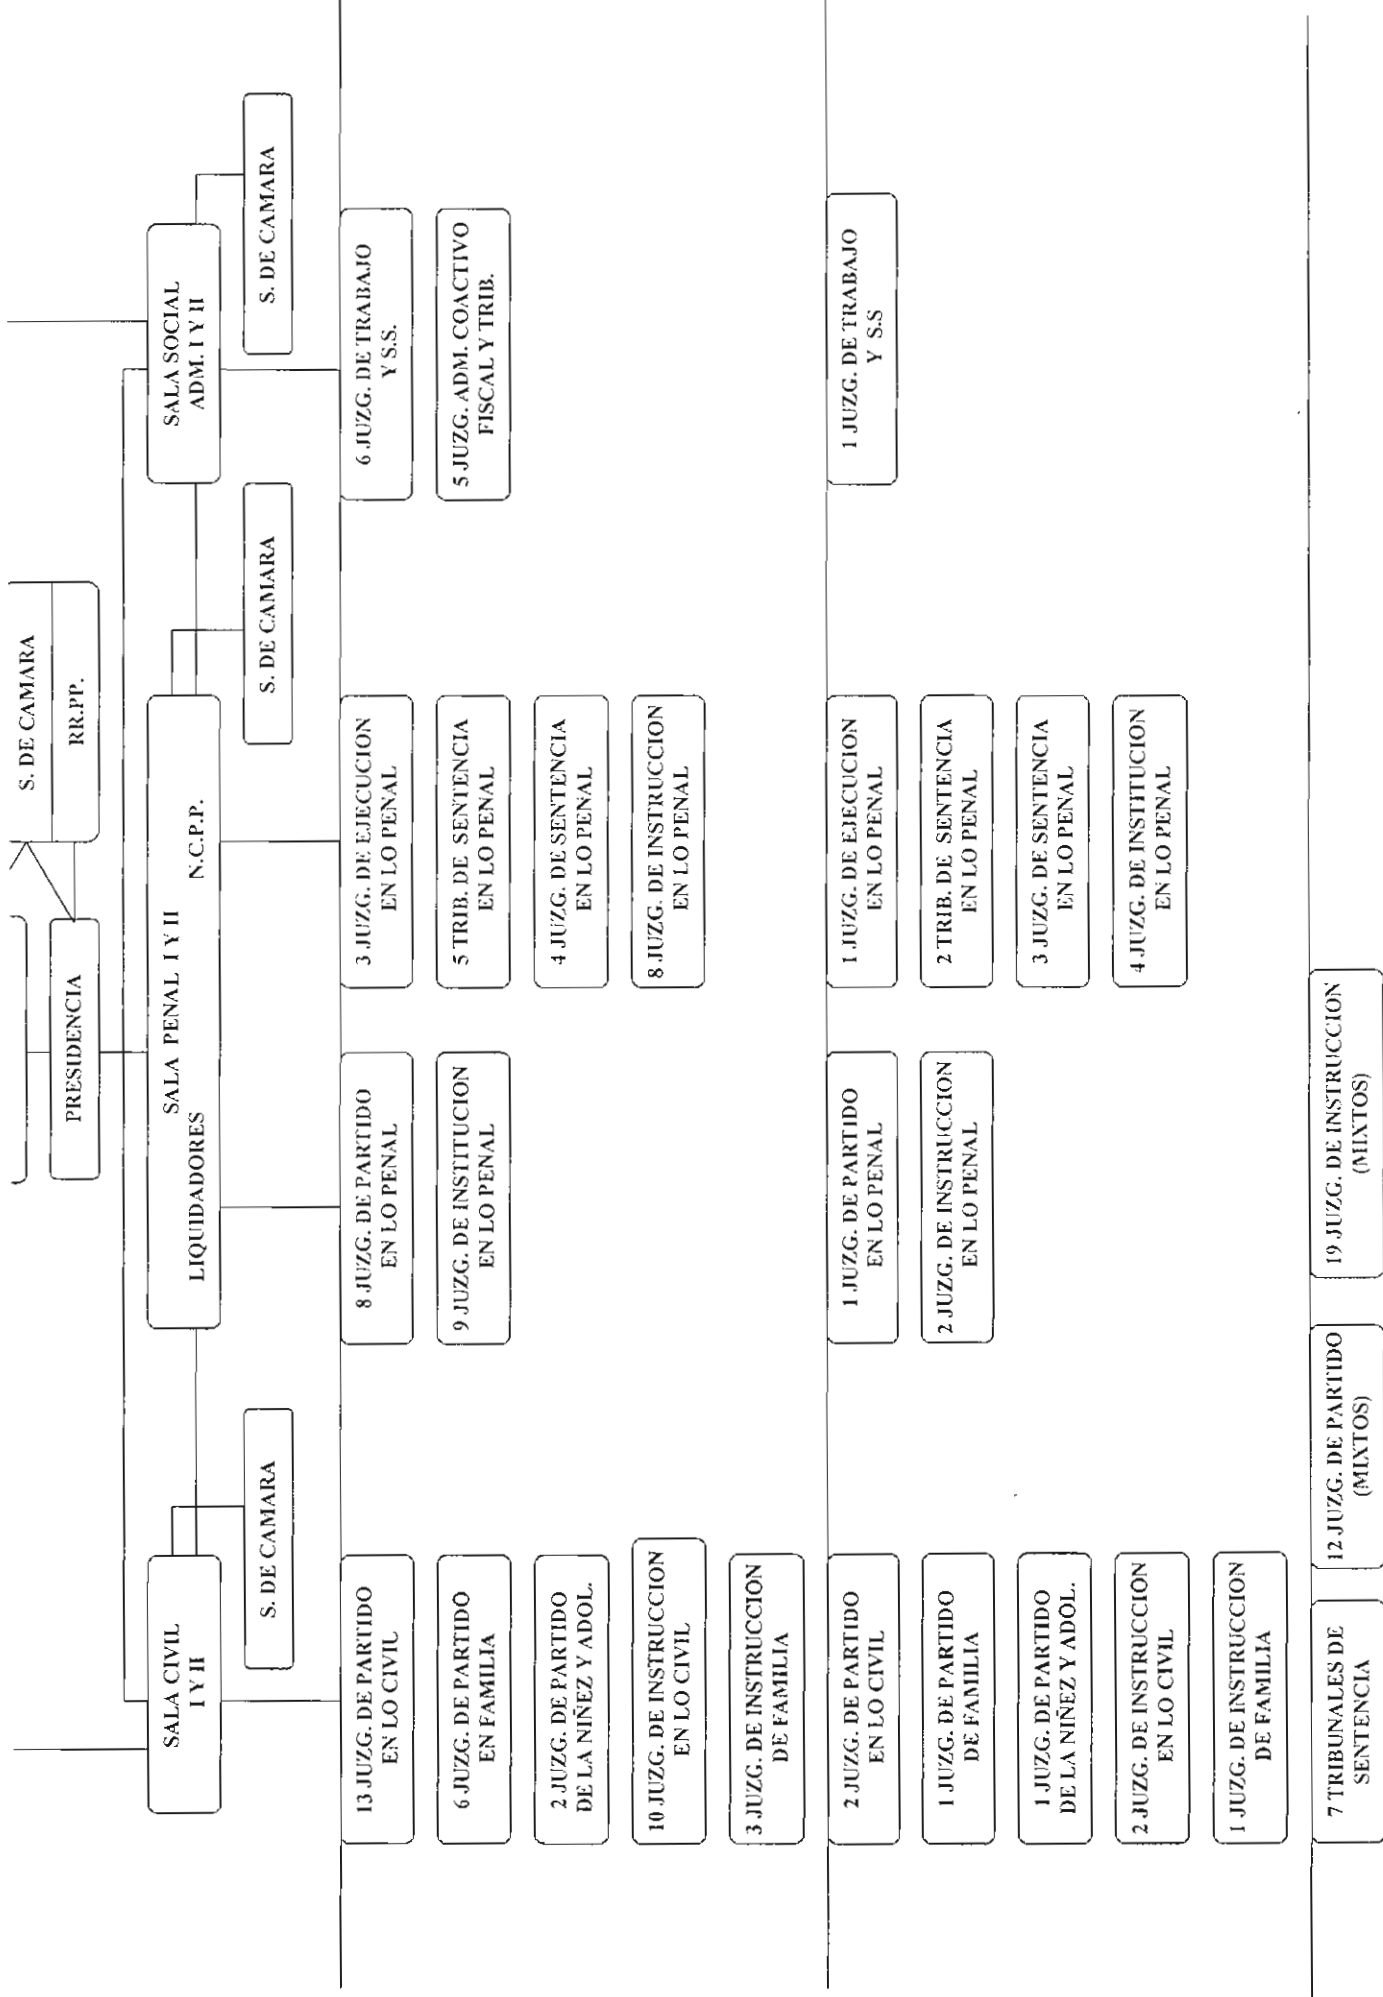 S. DE CAMARA
RR.PP.
PRESIDENCIA
SALA CIVIL
I Y II
SALA PENAL I Y II
LIQUIDADORES
N.C.P.P.
SALA SOCIAL
ADM. I Y II
S. DE CAMARA
S. DE CAMARA
S. DE CAMARA
13 JUZG. DE PARTIDO
EN LO CIVIL
6 JUZG. DE PARTIDO
EN FAMILIA
2 JUZG. DE PARTIDO
DE LA NIÑEZ Y ADOL.
10 JUZG. DE INSTRUCCION
EN LO CIVIL
3 JUZG. DE INSTRUCCION
DE FAMILIA
8 JUZG. DE PARTIDO
EN LO PENAL
9 JUZG. DE INSTITUCION
EN LO PENAL
3 JUZG. DE EJECUCION
EN LO PENAL
5 TRIB. DE SENTENCIA
EN LO PENAL
4 JUZG. DE SENTENCIA
EN LO PENAL
8 JUZG. DE INSTRUCCION
EN LO PENAL
6 JUZG. DE TRABAJO
Y S.S.
5 JUZG. ADM. COACTIVO
FISCAL Y TRIB.
2 JUZG. DE PARTIDO
EN LO CIVIL
1 JUZG. DE PARTIDO
DE FAMILIA
1 JUZG. DE PARTIDO
DE LA NIÑEZ Y ADOL.
2 JUZG. DE INSTRUCCIÓN
EN LO CIVIL
1 JUZG. DE INSTRUCCION
DE FAMILIA
1 JUZG. DE PARTIDO
EN LO PENAL
2 JUZG. DE INSTRUCCION
EN LO PENAL
1 JUZG. DE EJECUCION
EN LO PENAL
2 TRIB. DE SENTENCIA
EN LO PENAL
3 JUZG. DE SENTENCIA
EN LO PENAL
4 JUZG. DE INSTITUCION
EN LO PENAL
1 JUZG. DE TRABAJO
Y S.S
7 TRIBUNALES DE
SENTENCIA
12 JUZG. DE PARTIDO
(MIXTOS)
19 JUZG. DE INSTRUCCION
(MIXTOS)